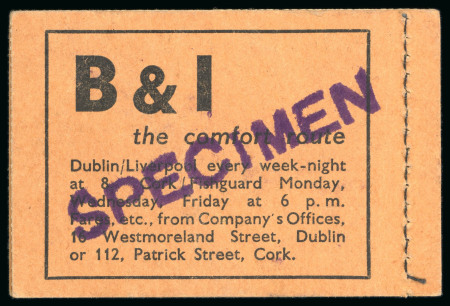 B & I
the comfort route
Dublin/Liverpool every week-night
at 8. Cork/Fishguard Monday,
Wednesday, Friday at 6 p.m.
Fares, etc., from Company's Offices,
16 Westmoreland Street, Dublin
or 112, Patrick Street, Cork.
SPECIMEN